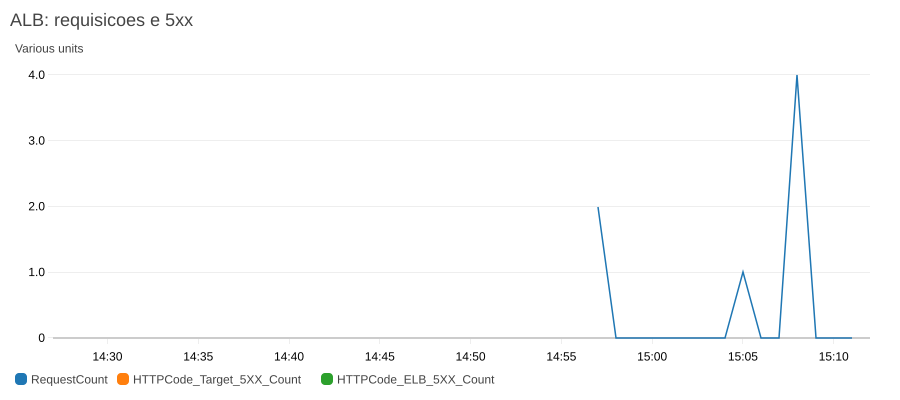 ALB: requisicoes e 5xx
Various units
4.0
3.0
2.0
1.0
0
14:30 14:35 14:40 14:45 14:50 14:55 15:00 15:05 15:10
RequestCount HTTPCode_Target_5XX_Count HTTPCode_ELB_5XX_Count